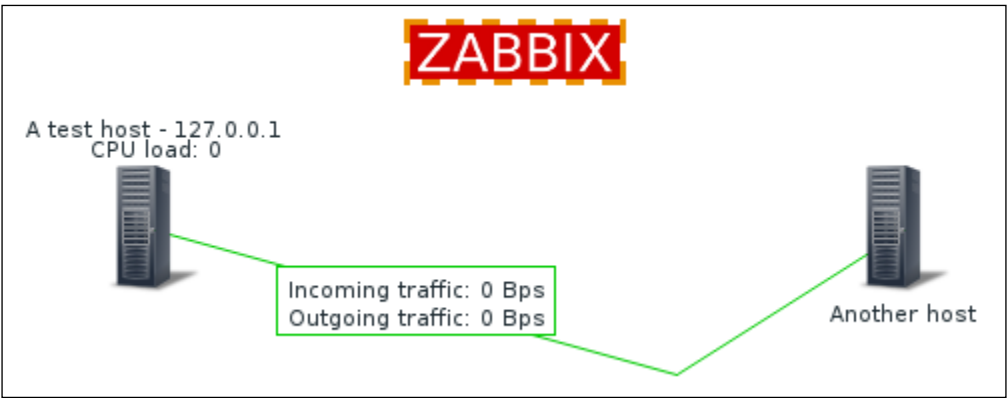 ZABBIX
A test host - 127.0.0.1
CPU load: 0
Incoming traffic: 0 Bps
Outgoing traffic: 0 Bps
Another host